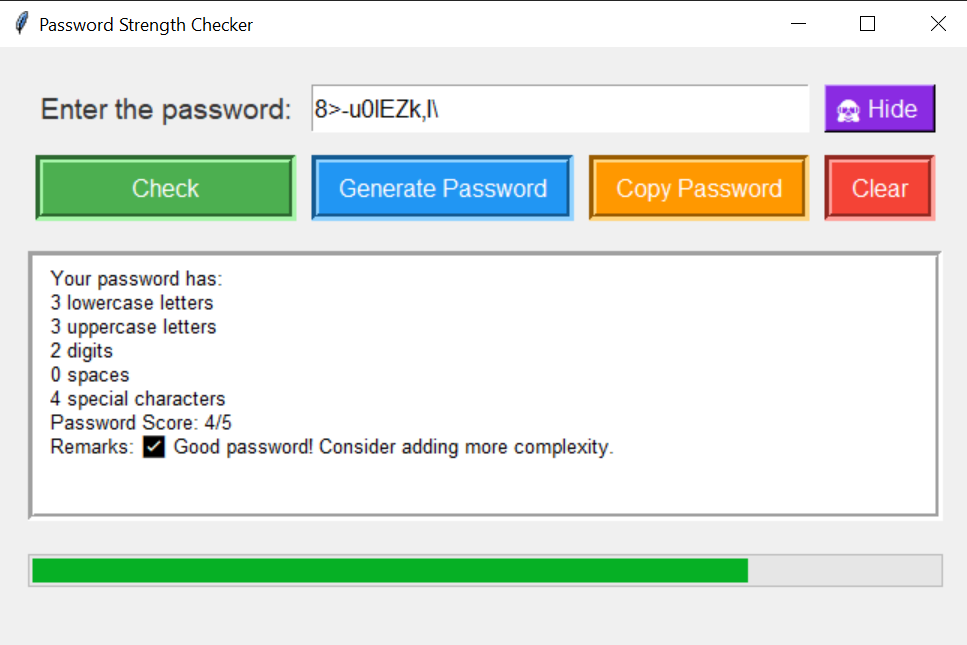 Password Strength Checker
Enter the password:
Hide
Check
Generate Password
Copy Password
Clear
Your password has:
3 lowercase letters
3 uppercase letters
2 digits
0 spaces
4 special characters
Password Score: 4/5
Remarks: ✅ Good password! Consider adding more complexity.